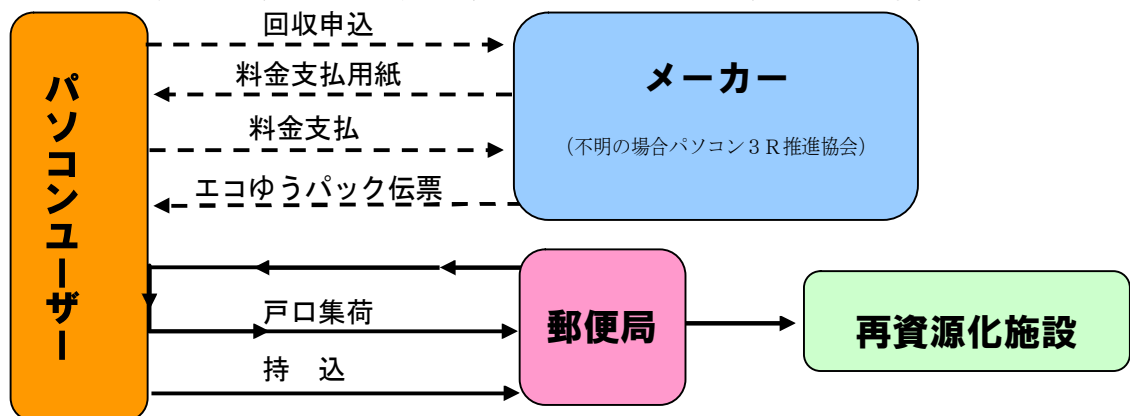 パソコンユーザー
回収申込
料金支払用紙
料金支払
エコゆうパック伝票
メーカー
(不明の場合パソコン3R推進協会)
戸口集荷
持　込
郵便局
再資源化施設